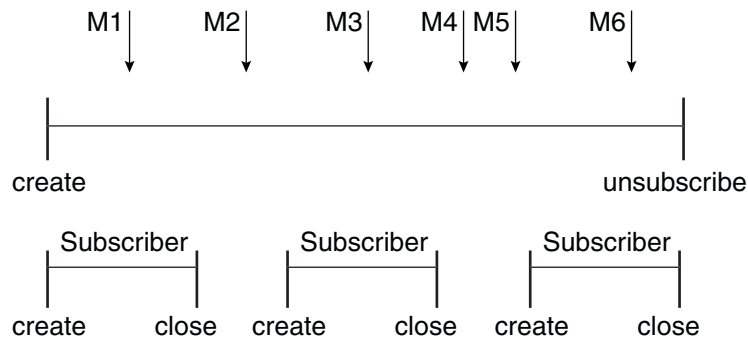 M1 M2 M3 M4 M5 M6
create unsubscribe
Subscriber Subscriber Subscriber
create close create close create close